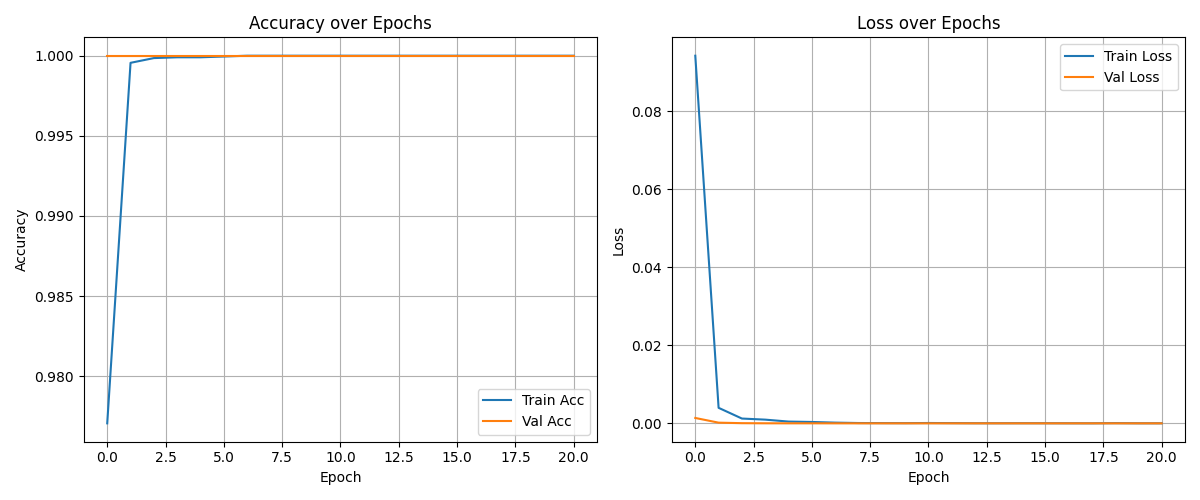 Accuracy over Epochs
1.000
0.995
0.990
0.985
0.980
Accuracy
Train Acc
Val Acc
0.0 2.5 5.0 7.5 10.0 12.5 15.0 17.5 20.0
Epoch
Loss over Epochs
Train Loss
Val Loss
0.08
0.06
0.04
0.02
0.00
Loss
0.0 2.5 5.0 7.5 10.0 12.5 15.0 17.5 20.0
Epoch